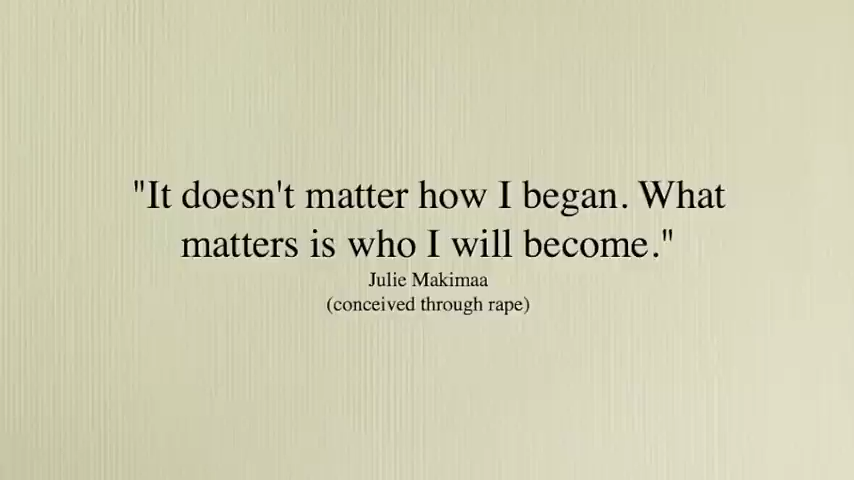 "It doesn't matter how I began. What
matters is who I will become."
Julie Makimaa
(conceived through rape)